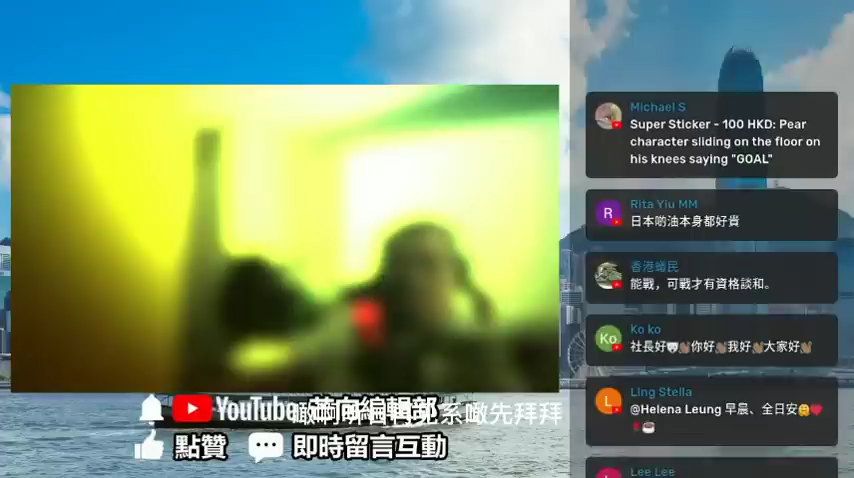 Michael S
Super Sticker - 100 HKD: Pear
character sliding on the floor on
his knees saying "GOAL"
Rita Yiu MM
日本啲油本身都好貴
香港蟻民
能戰，可戰才有資格談和。
Ko ko
社長好🐶👏🏽你好👏🏽我好👏🏽大家好👏🏽
Ling Stella
@Helena Leung 早晨、全日安🤗❤️
🌹☕
Lee Lee
YouTube
點贊 即時留言互動